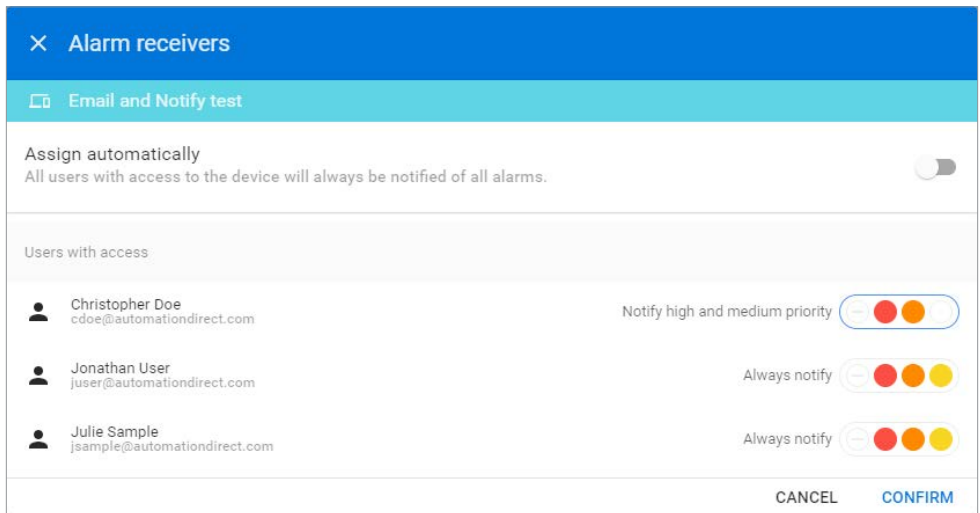 Alarm receivers
Email and Notify test
Assign automatically
All users with access to the device will always be notified of all alarms.
Users with access
Christopher Doe
cdoe@automationdirect.com
Notify high and medium priority
Jonathan User
juser@automationdirect.com
Always notify
Julie Sample
jsample@automationdirect.com
Always notify
CANCEL CONFIRM